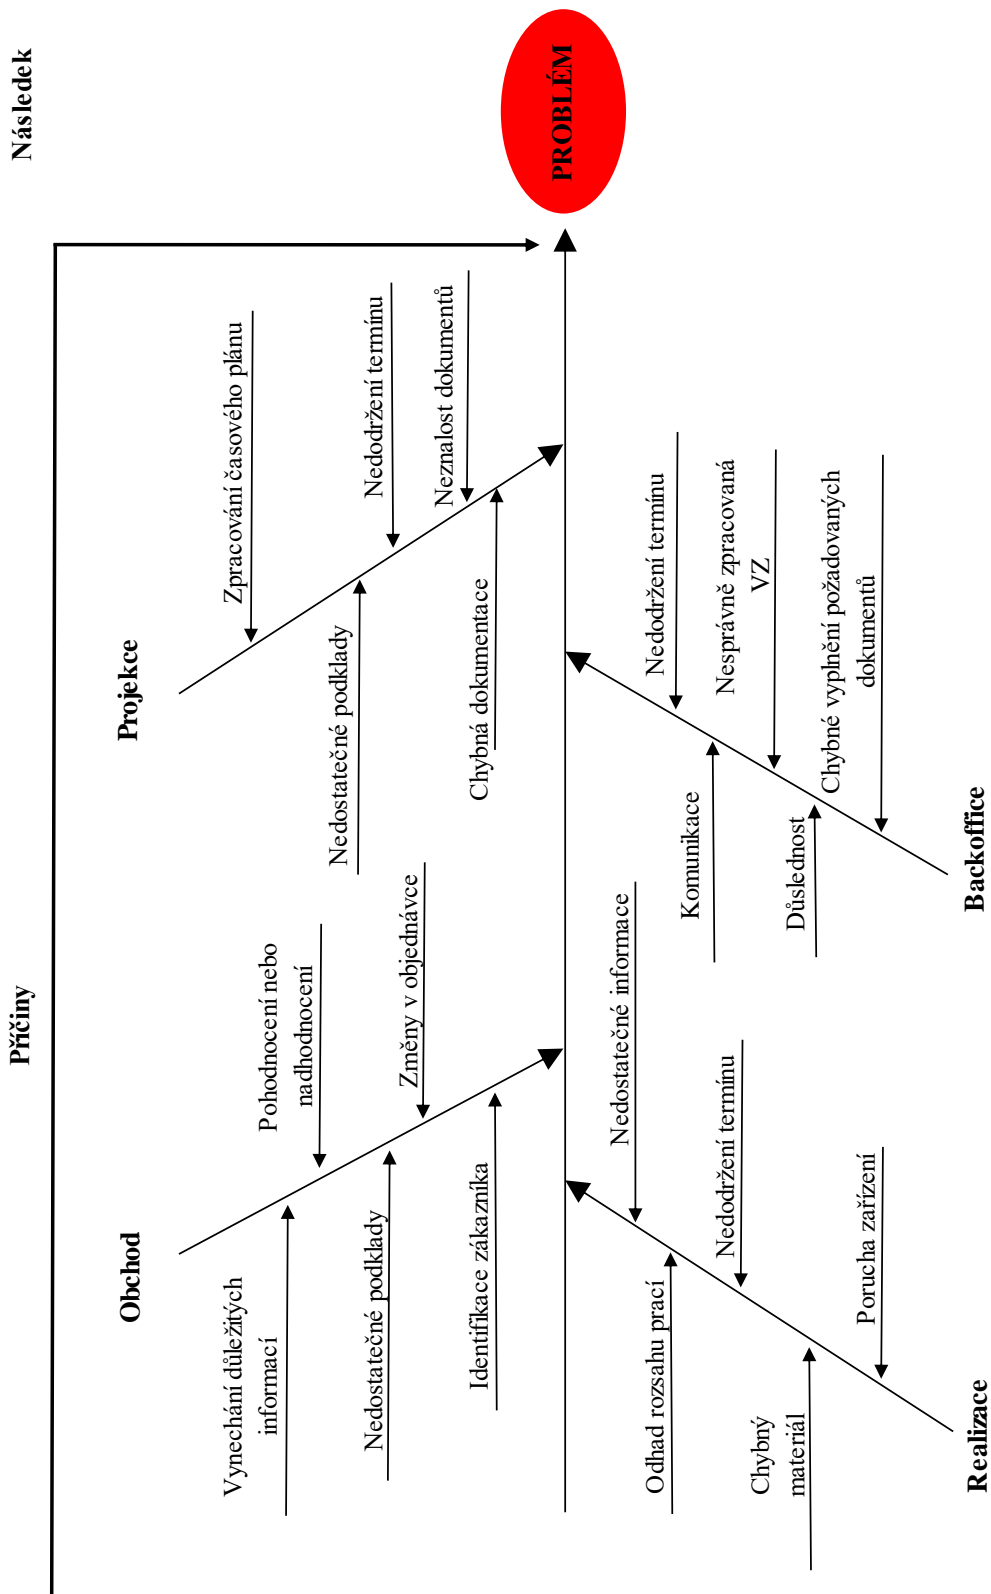 Příčiny
Následek
Obchod
Projekce
Vynechání důležitých
informací
Pohodnocení nebo
nadhodnocení
Nedostatečné podklady
Změny v objednávce
Identifikace zákazníka
Zpracování časového plánu
Nedostatečné podklady
Nedodržení termínu
Neznalost dokumentů
Chybná dokumentace
PROBLÉM
Nedostatečné informace
Odhad rozsahu prací
Nedodržení termínu
Chybný
materiál
Porucha zařízení
Nedodržení termínu
Komunikace
Nesprávně zpracovaná
VZ
Důslednost
Chybné vyplnění požadovaných
dokumentů
Realizace
Backoffice